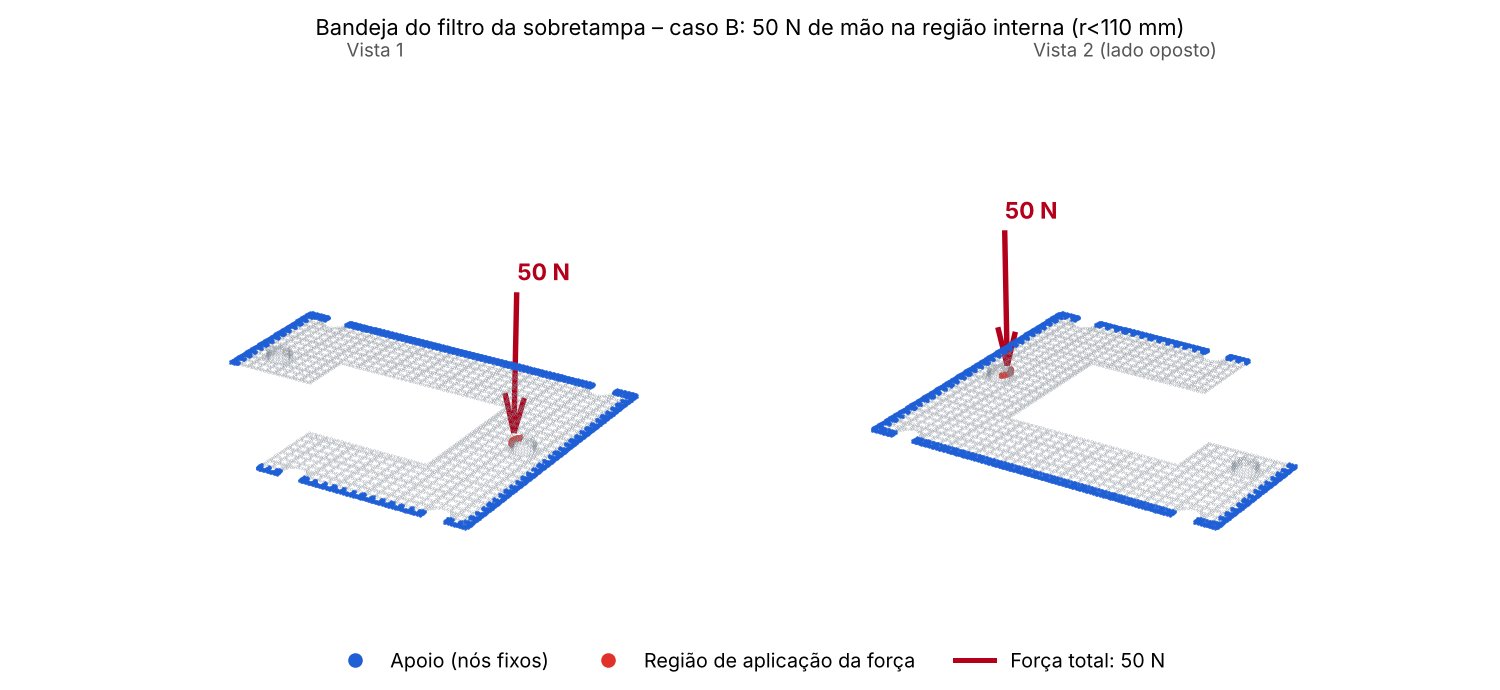 Bandeja do filtro da sobretampa – caso B: 50 N de mão na região interna (r<110 mm)
Vista 1
Vista 2 (lado oposto)
50 N
50 N
Apoio (nós fixos)
Região de aplicação da força
Força total: 50 N